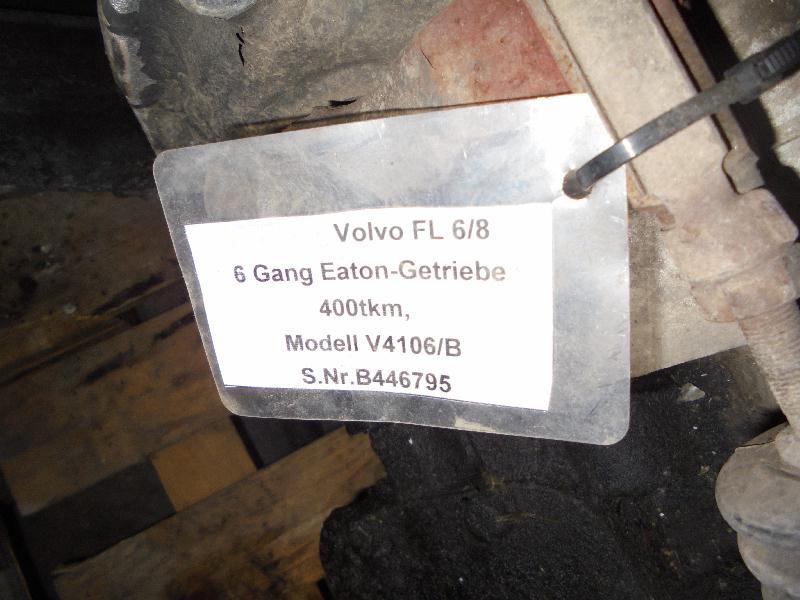 Volvo FL 6/8
6 Gang Eaton-Getriebe
400tkm,
Modell V4106/B
S.Nr.B446795